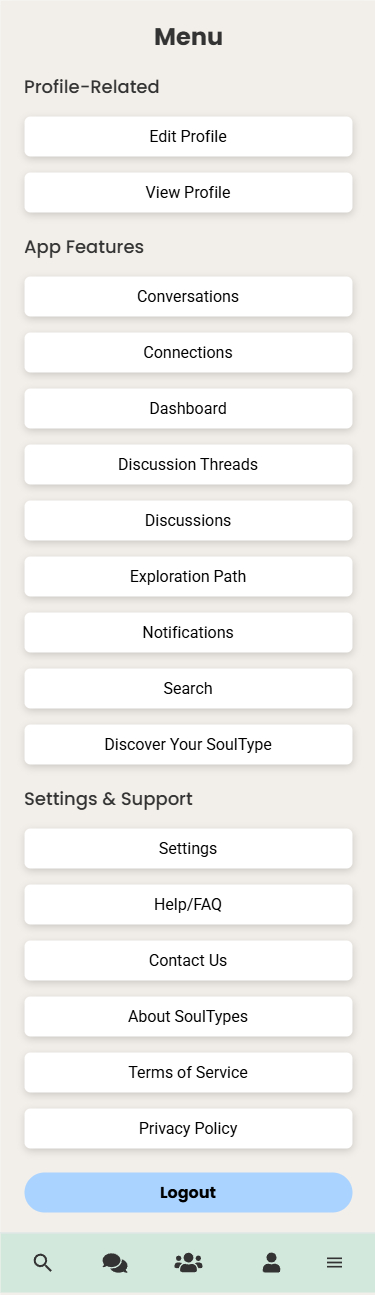 Menu
Profile-Related
Edit Profile
View Profile
App Features
Conversations
Connections
Dashboard
Discussion Threads
Discussions
Exploration Path
Notifications
Search
Discover Your SoulType
Settings & Support
Settings
Help/FAQ
Contact Us
About SoulTypes
Terms of Service
Privacy Policy
Logout